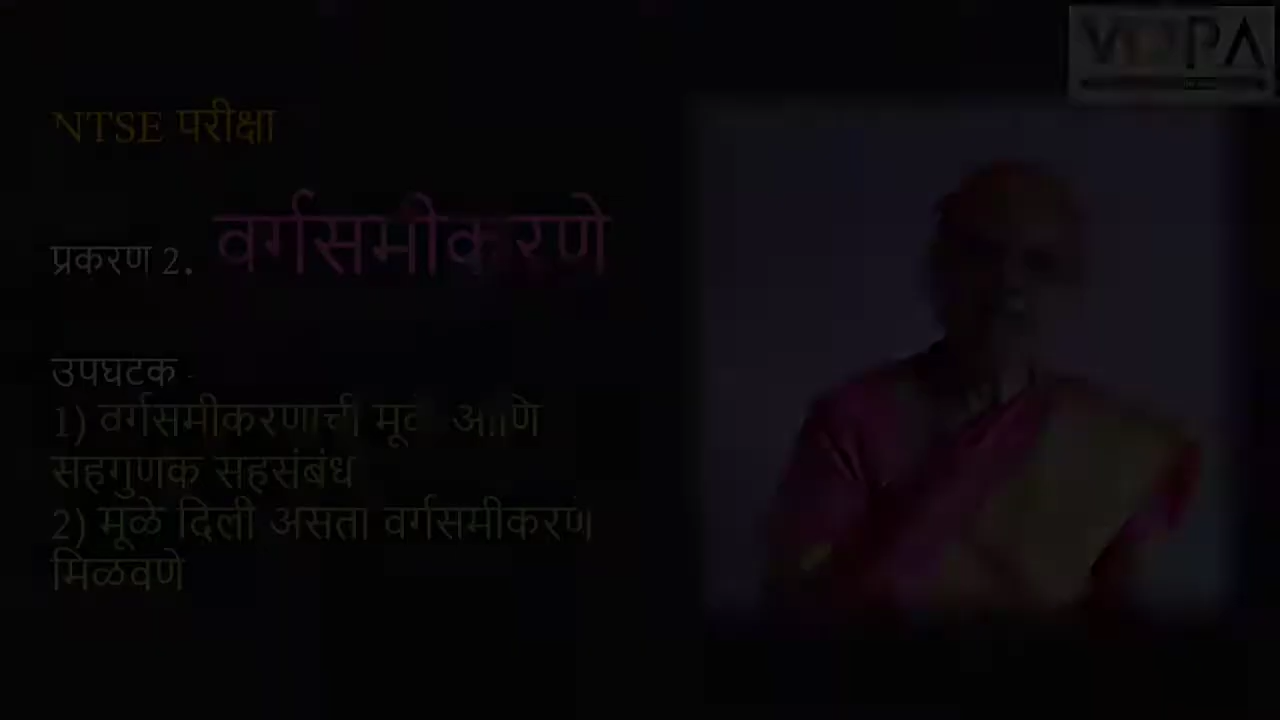 VOPA
NTSE परीक्षा
प्रकरण 2. वर्गसमीकरणे
उपघटक -
1) वर्गसमीकरणाची मूळे आणि
सहगुणक सहसंबंध
2) मूळे दिली असता वर्गसमीकरणे
मिळवणे